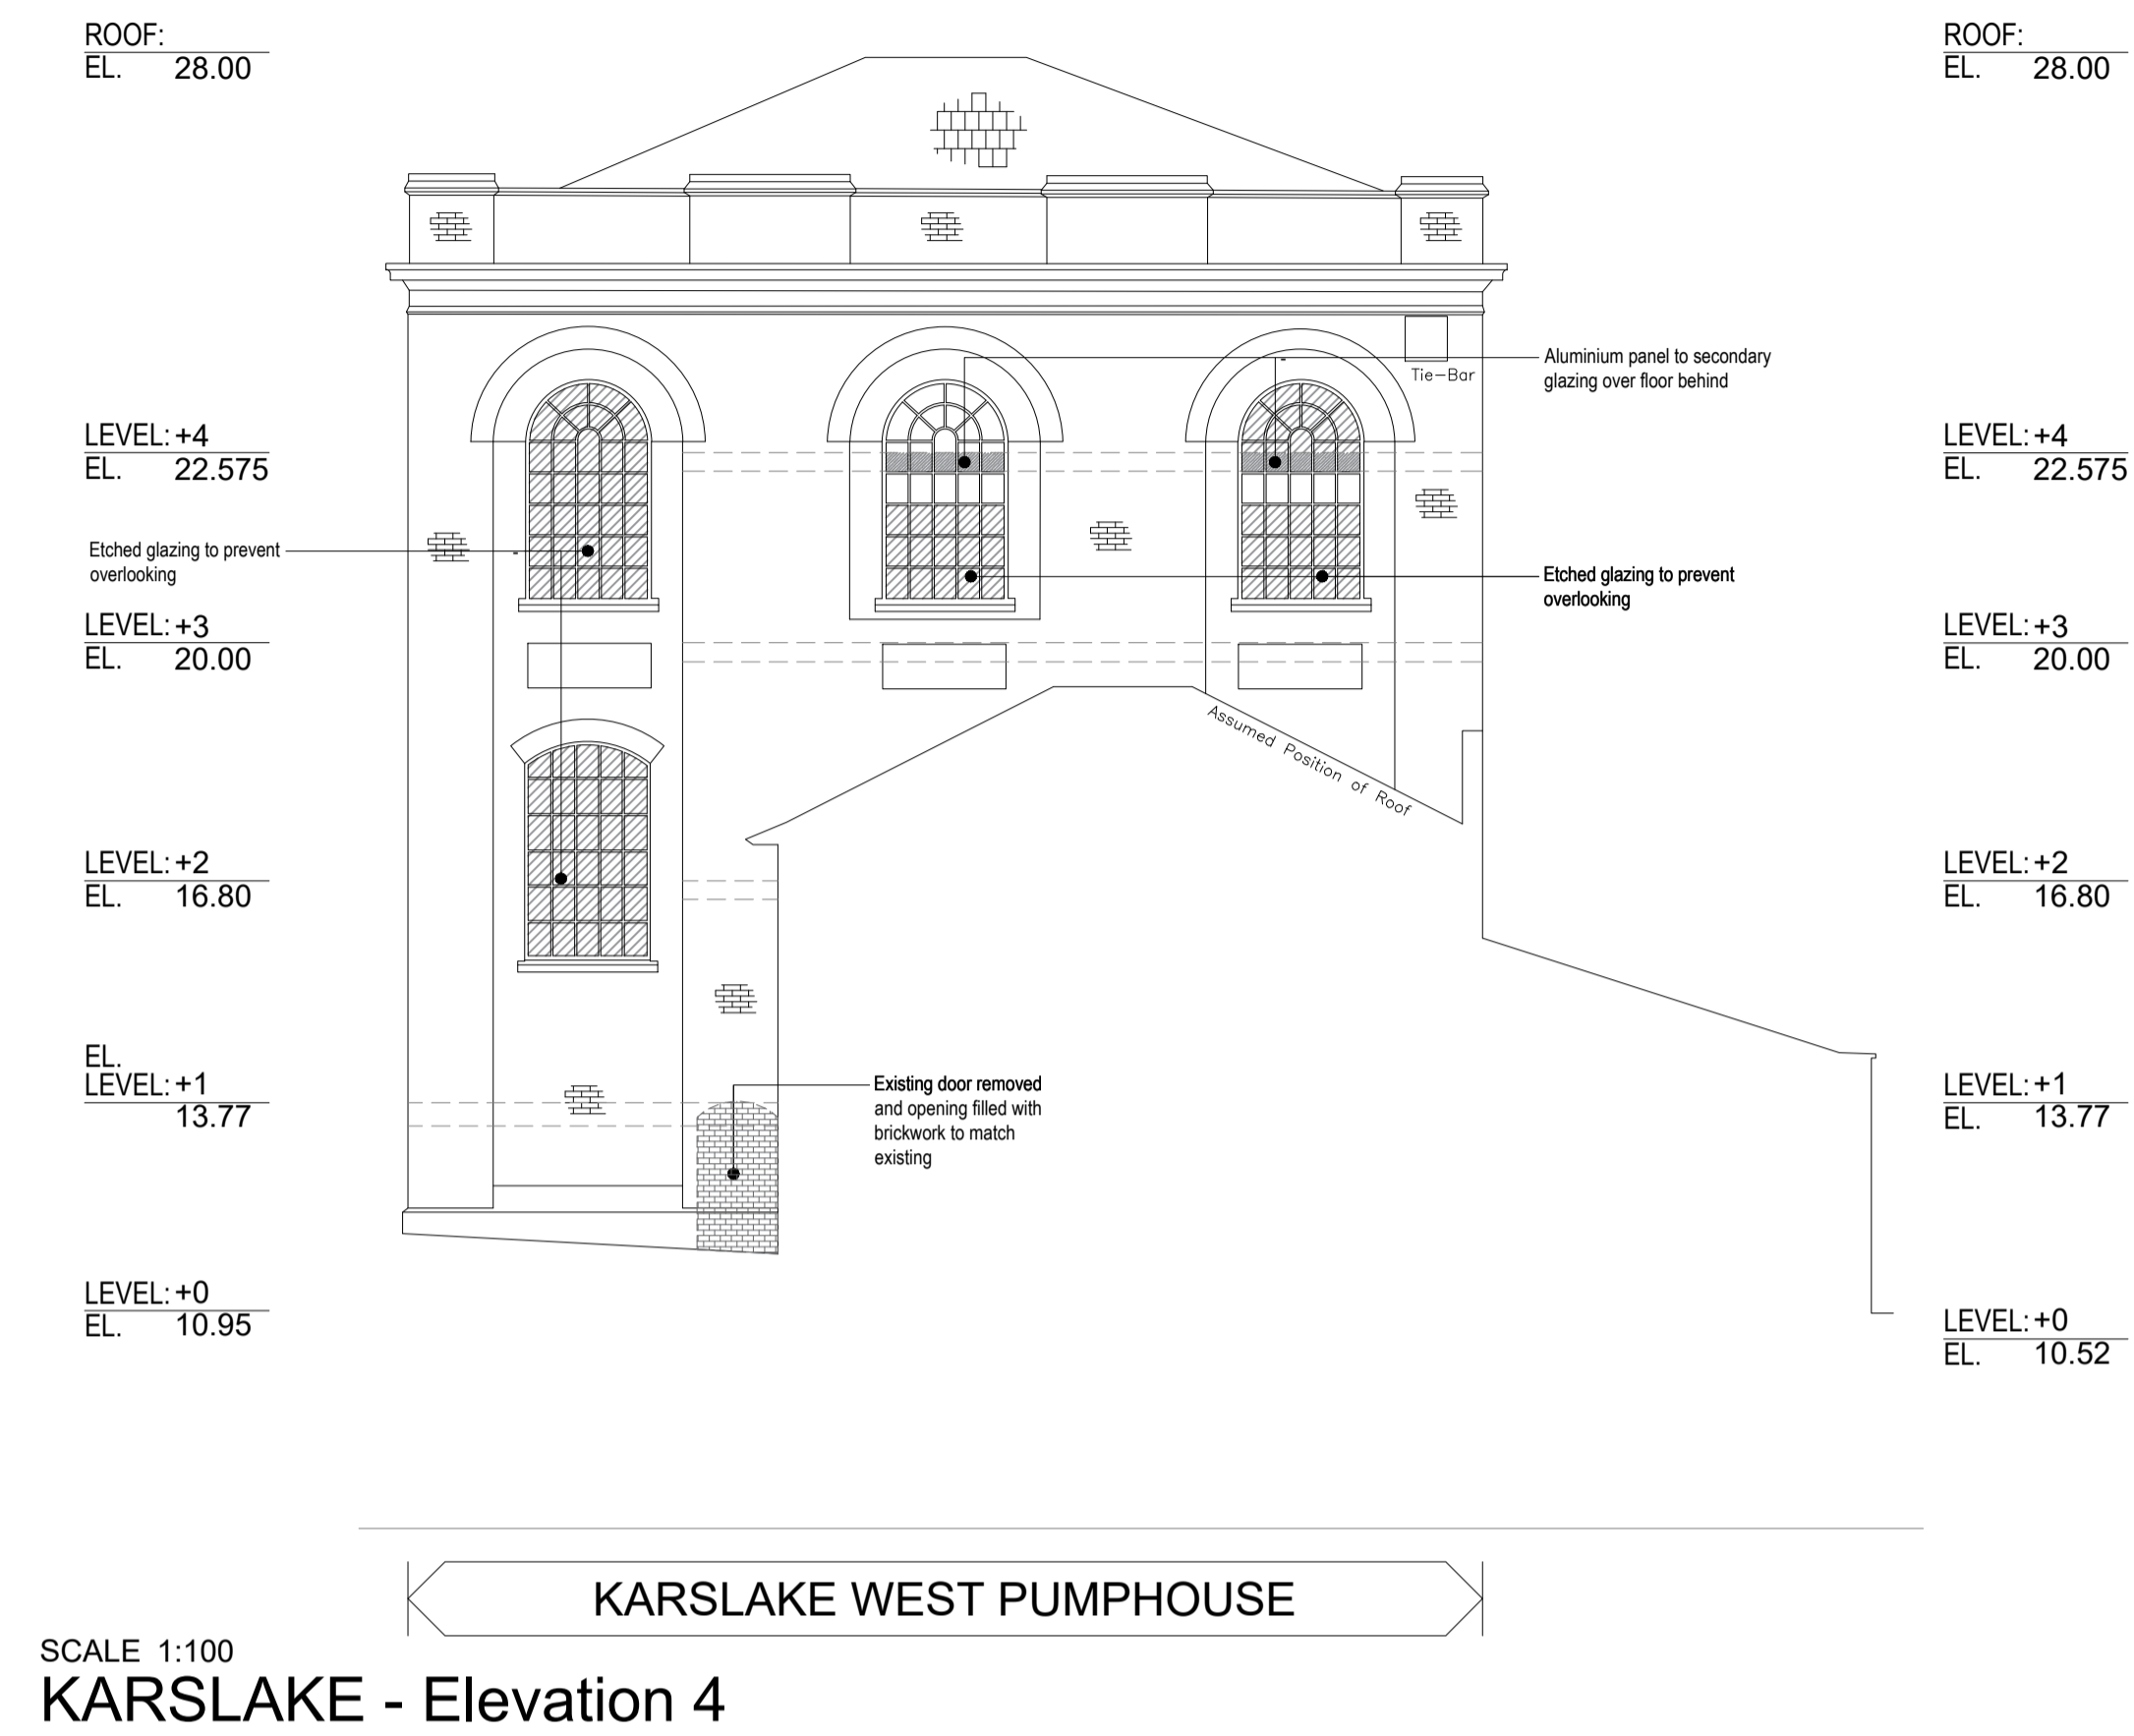 ROOF:
EL. 28.00
ROOF:
EL. 28.00
Aluminium panel to secondary
glazing over floor behind
Tie-Bar
LEVEL: +4
EL. 22.575
LEVEL: +4
EL. 22.575
Etched glazing to prevent
overlooking
Etched glazing to prevent
overlooking
LEVEL: +3
EL. 20.00
LEVEL: +3
EL. 20.00
Assumed Position of Roof
LEVEL: +2
EL. 16.80
LEVEL: +2
EL. 16.80
EL.
LEVEL: +1
13.77
Existing door removed
and opening filled with
brickwork to match
existing
LEVEL: +1
EL. 13.77
LEVEL: +0
EL. 10.95
LEVEL: +0
EL. 10.52
KARSLAKE WEST PUMPHOUSE
SCALE 1:100
KARSLAKE - Elevation 4